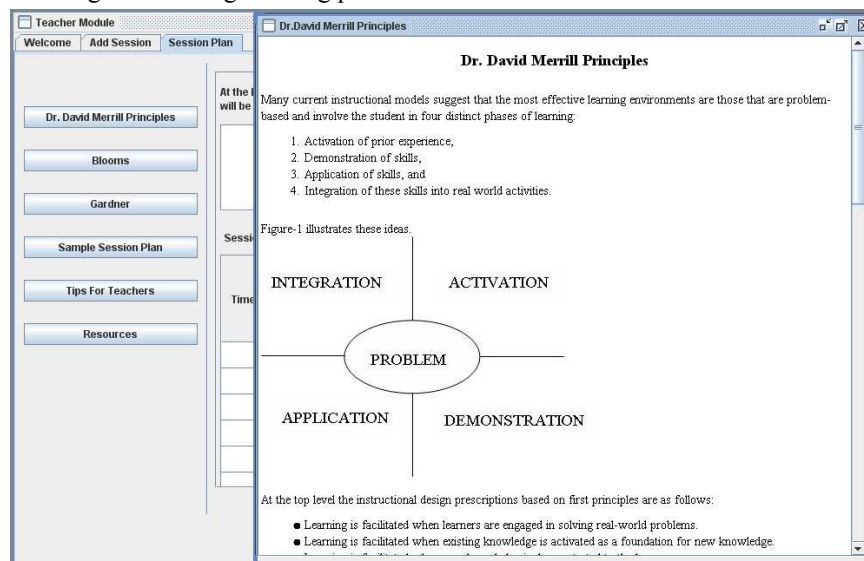 Teacher Module
Welcome Add Session Session Plan
Dr. David Merrill Principles
Blooms
Gardner
Sample Session Plan
Tips For Teachers
Resources
At the
will be
Time
Dr.David Merrill Principles
Dr. David Merrill Principles
Many current instructional models suggest that the most effective learning environments are those that are problem-
based and involve the student in four distinct phases of learning:
1. Activation of prior experience,
2. Demonstration of skills,
3. Application of skills, and
4. Integration of these skills into real world activities.
Figure-1 illustrates these ideas.
INTEGRATION ACTIVATION
PROBLEM
APPLICATION DEMONSTRATION
At the top level the instructional design prescriptions based on first principles are as follows:
● Learning is facilitated when learners are engaged in solving real-world problems.
● Learning is facilitated when existing knowledge is activated as a foundation for new knowledge.